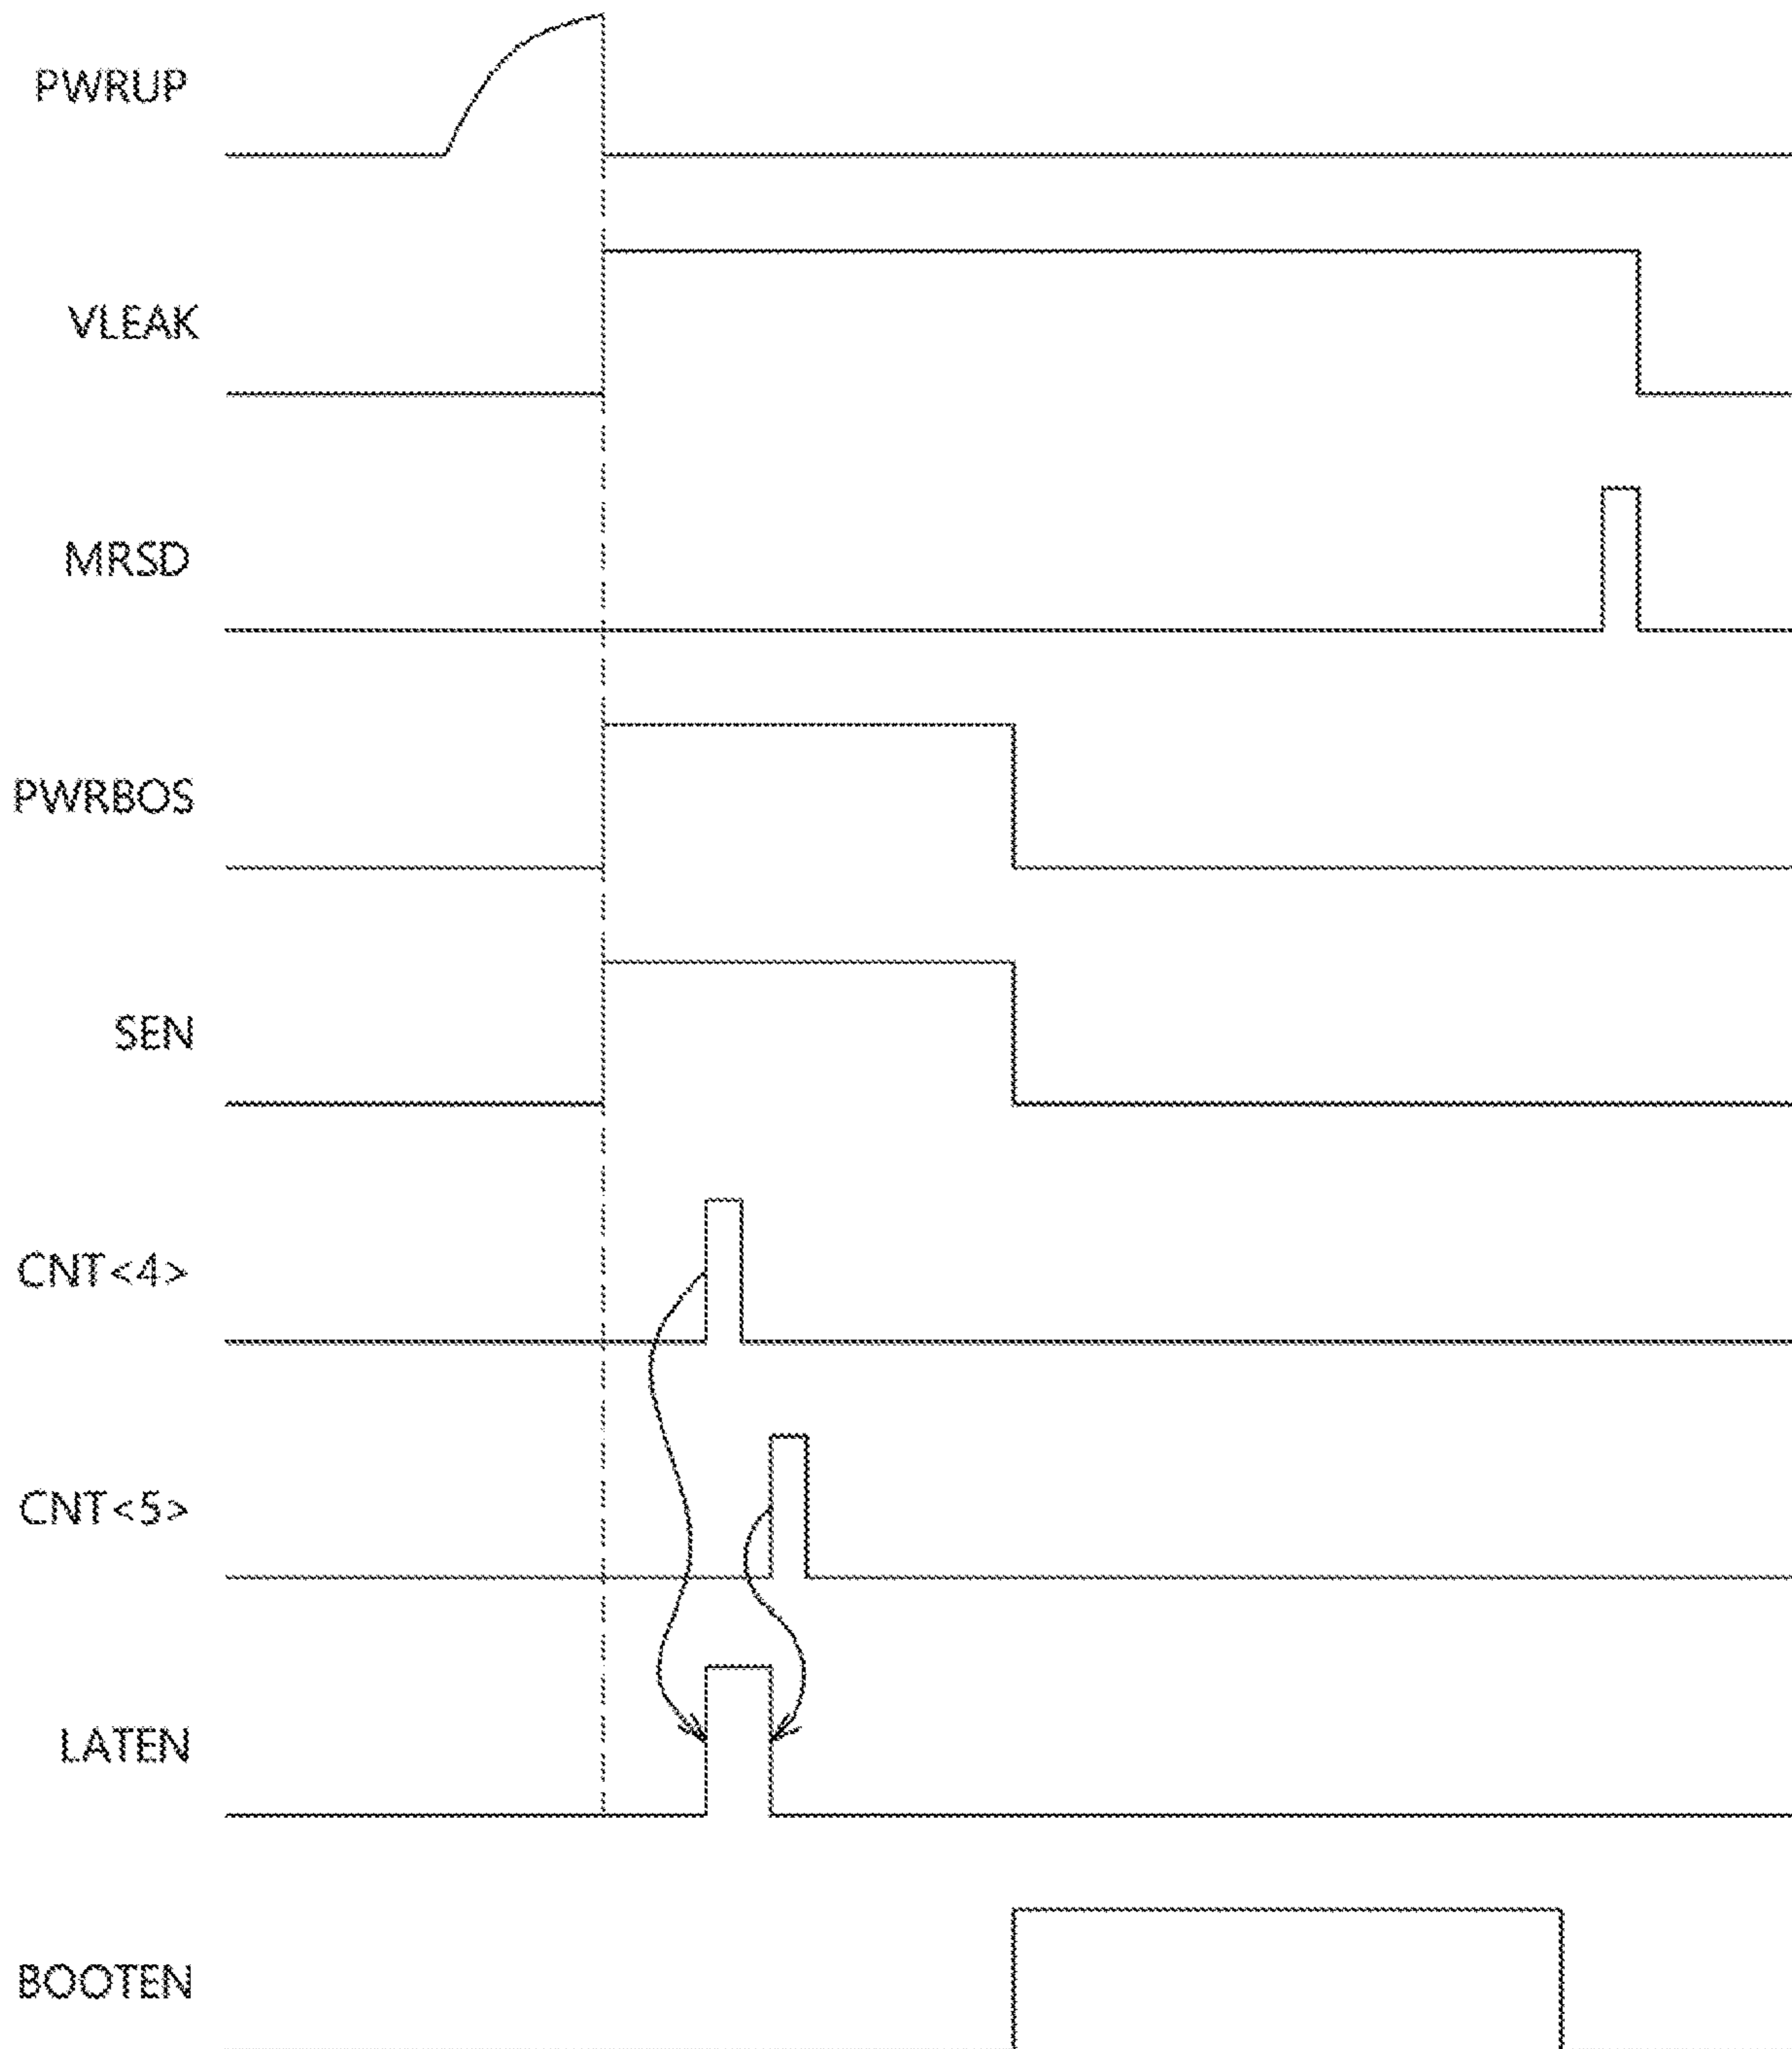 PWRUP
VLEAK
MRSD
PWRBOS
SEN
CNT<4>
CNT<5>
LATEN
BOOTEN